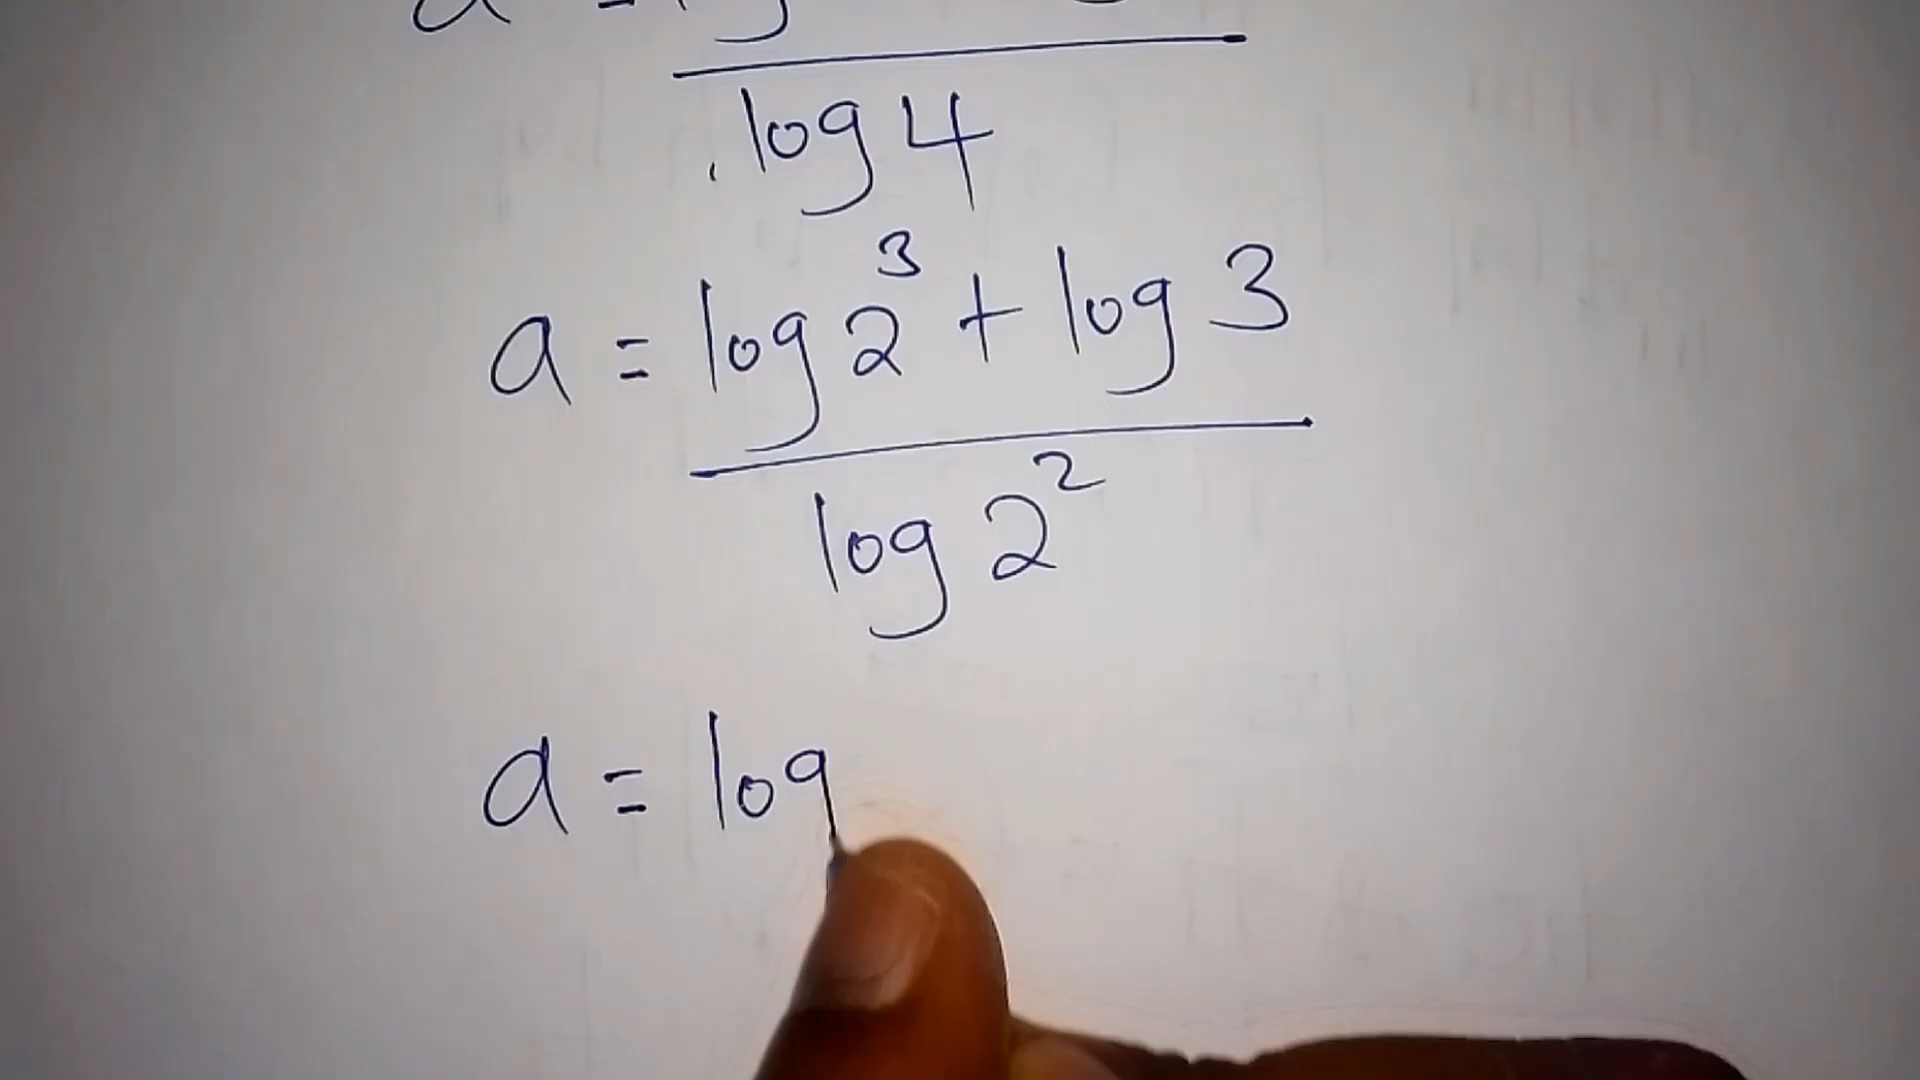 a =
log 4
a = log 2³ + log 3
log 2²
a = log